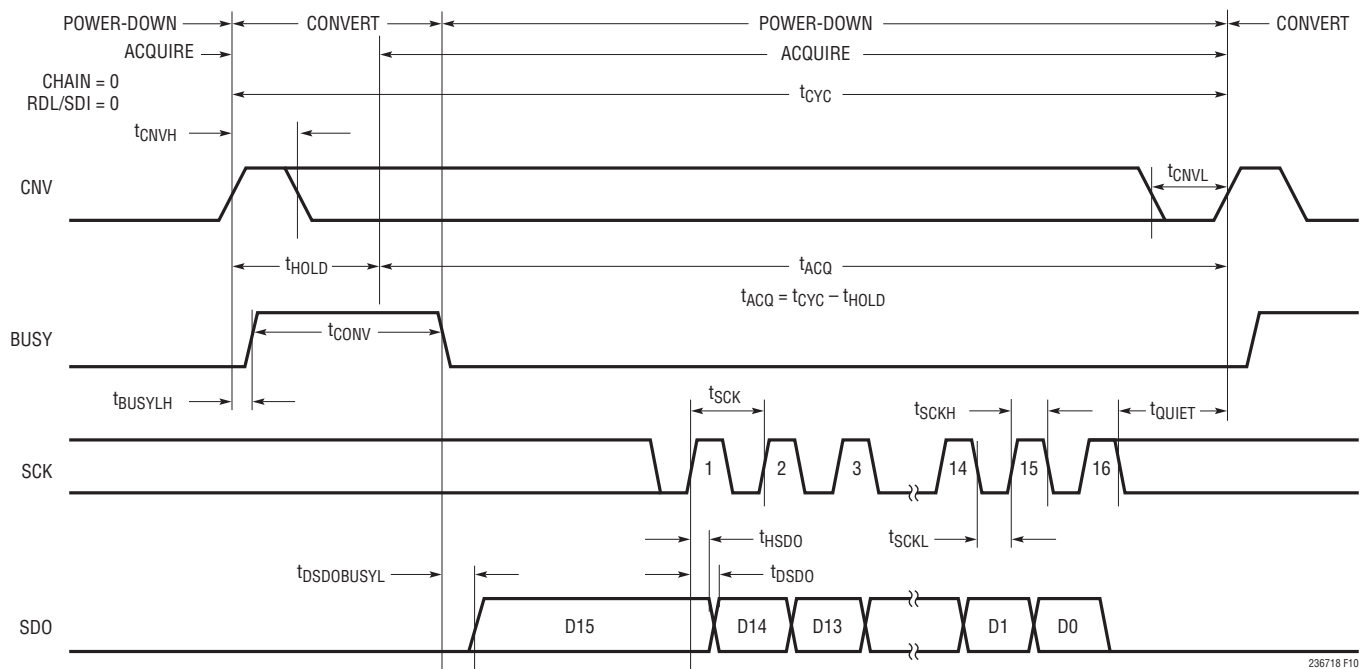 POWER-DOWN CONVERT POWER-DOWN CONVERT
ACQUIRE ACQUIRE
CHAIN = 0
RDL/SDI = 0
tCYC
tCNVH
CNV
tCNVL
tHOLD tACQ
tACQ = tCYC – tHOLD
BUSY
tCONV
tBUSYLH
tSCK tSCKH tQUIET
SCK
1 2 3 14 15 16
tHSDO tSCKL
tDSDOBUSYL tDSDO
SDO
D15 D14 D13 D1 D0
236718 F10